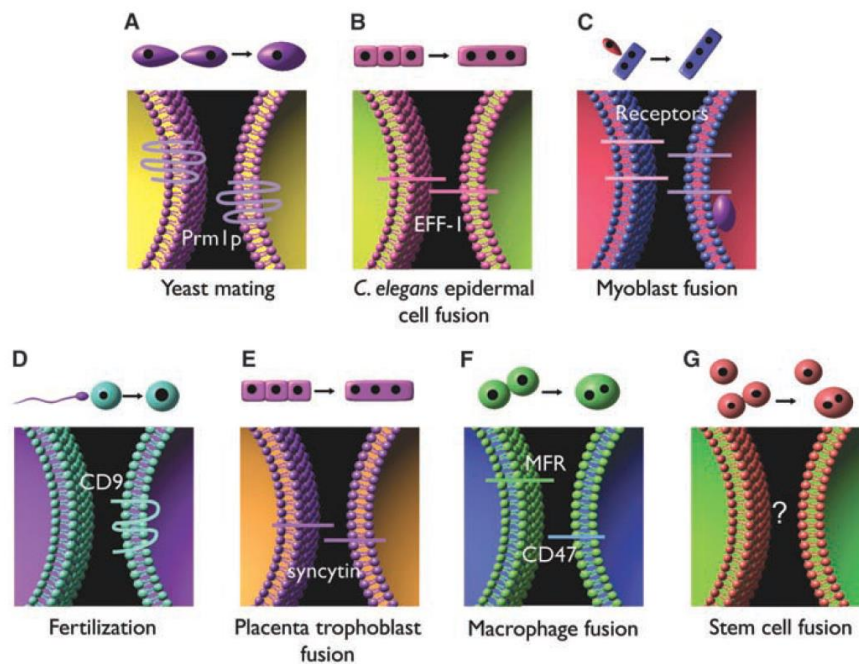 A
B
C
Receptors
Prm1p
EFF-1
Yeast mating
C. elegans epidermal
cell fusion
Myoblast fusion
D
E
F
G
CD9
syncytin
MFR
CD47
?
Fertilization
Placenta trophoblast
fusion
Macrophage fusion
Stem cell fusion